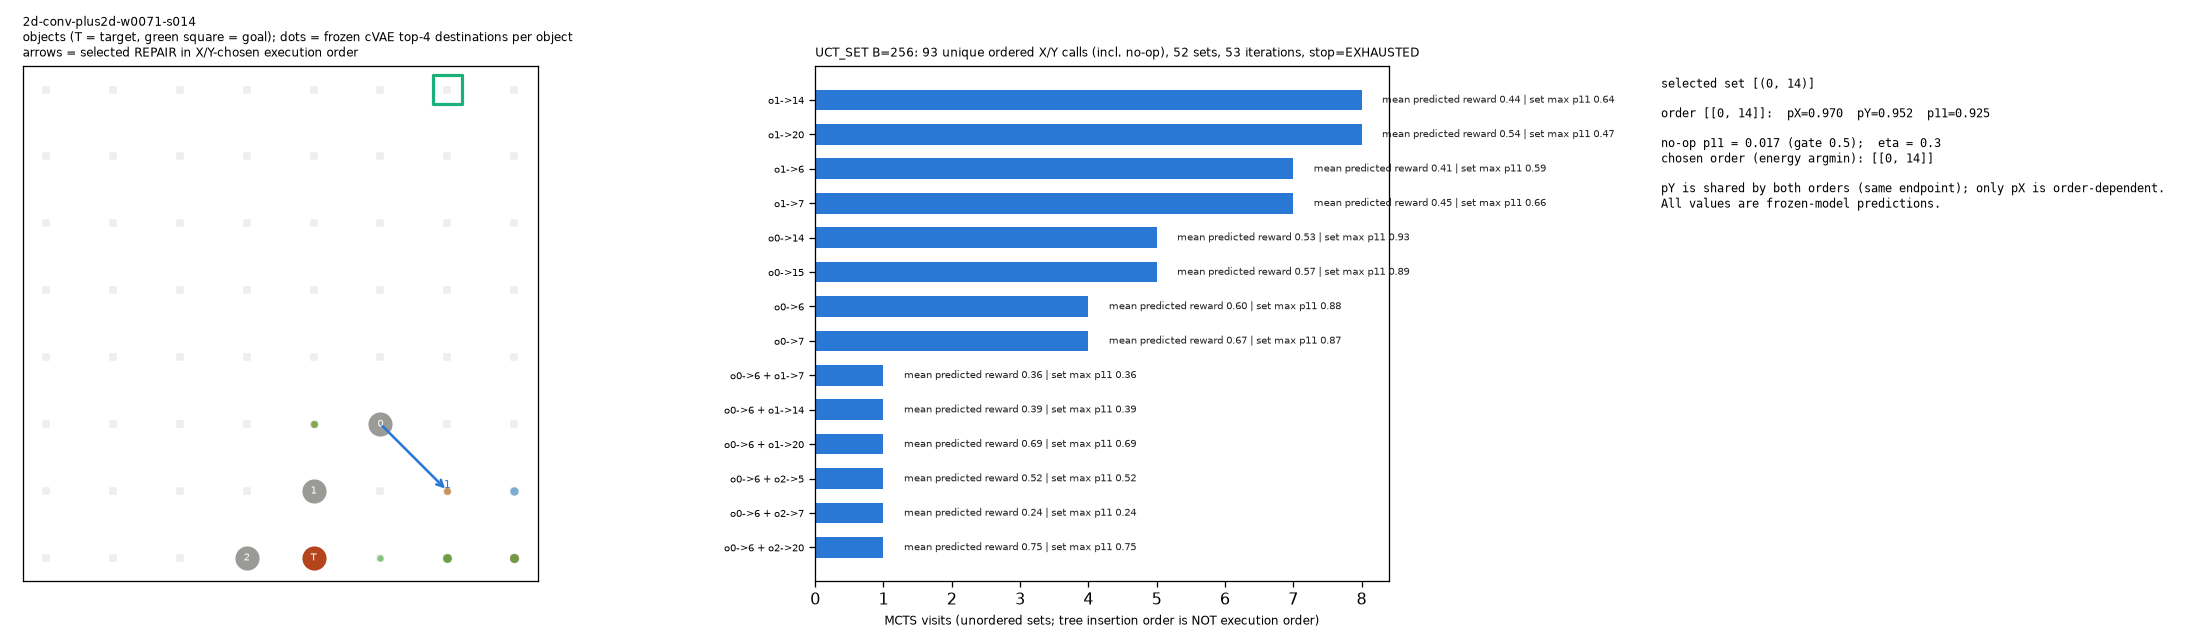 2d-conv-plus2d-w0071-s014
objects (T = target, green square = goal); dots = frozen cVAE top-4 destinations per object
arrows = selected REPAIR in X/Y-chosen execution order
0
1
1
2
T
UCT_SET B=256: 93 unique ordered X/Y calls (incl. no-op), 52 sets, 53 iterations, stop=EXHAUSTED
o1->14 mean predicted reward 0.44 | set max p11 0.64
o1->20 mean predicted reward 0.54 | set max p11 0.47
o1->6 mean predicted reward 0.41 | set max p11 0.59
o1->7 mean predicted reward 0.45 | set max p11 0.66
o0->14 mean predicted reward 0.53 | set max p11 0.93
o0->15 mean predicted reward 0.57 | set max p11 0.89
o0->6 mean predicted reward 0.60 | set max p11 0.88
o0->7 mean predicted reward 0.67 | set max p11 0.87
o0->6 + o1->7 mean predicted reward 0.36 | set max p11 0.36
o0->6 + o1->14 mean predicted reward 0.39 | set max p11 0.39
o0->6 + o1->20 mean predicted reward 0.69 | set max p11 0.69
o0->6 + o2->5 mean predicted reward 0.52 | set max p11 0.52
o0->6 + o2->7 mean predicted reward 0.24 | set max p11 0.24
o0->6 + o2->20 mean predicted reward 0.75 | set max p11 0.75
0 1 2 3 4 5 6 7 8
MCTS visits (unordered sets; tree insertion order is NOT execution order)
selected set [(0, 14)]
order [[0, 14]]: pX=0.970 pY=0.952 p11=0.925
no-op p11 = 0.017 (gate 0.5); eta = 0.3
chosen order (energy argmin): [[0, 14]]
pY is shared by both orders (same endpoint); only pX is order-dependent.
All values are frozen-model predictions.